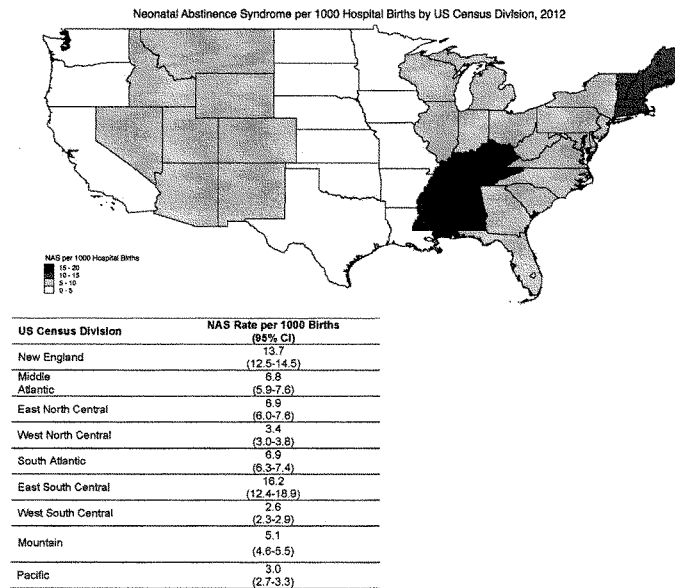 Neonatal Abstinence Syndrome per 1000 Hospital Births by US Census Division, 2012
NAS per 1000 Hospital Births
15 - 20
10 - 15
5 - 10
0 - 5
US Census Division NAS Rate per 1000 Births
(95% CI)
New England 13.7
(12.5-14.5)
Middle Atlantic 6.8
(5.9-7.6)
East North Central 6.9
(6.0-7.6)
West North Central 3.4
(3.0-3.8)
South Atlantic 6.9
(6.3-7.4)
East South Central 16.2
(12.4-18.9)
West South Central 2.6
(2.3-2.9)
Mountain 5.1
(4.6-5.5)
Pacific 3.0
(2.7-3.3)